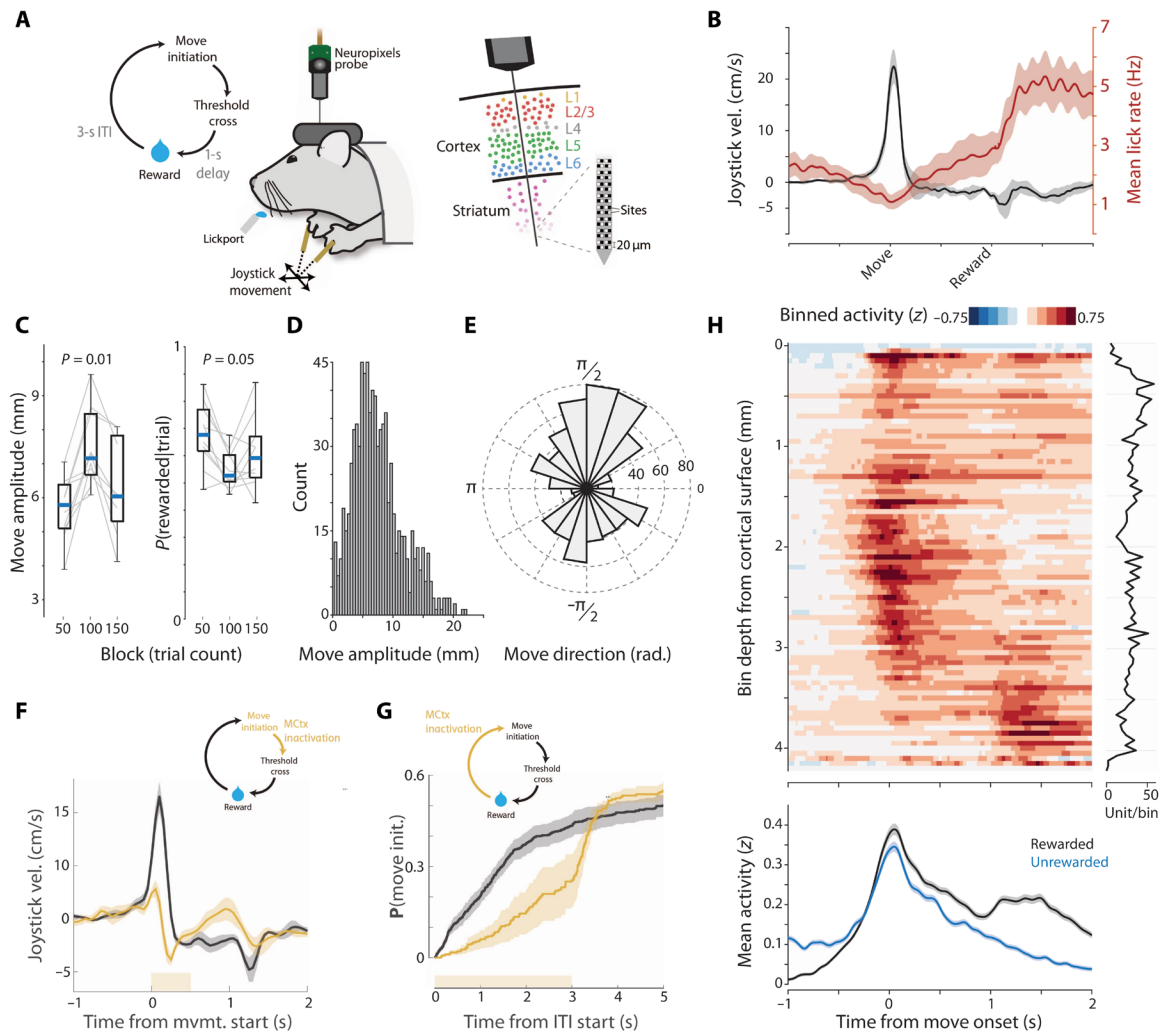 A
Move
initiation
Threshold
cross
3-s ITI
1-s
delay
Reward
Neuropixels
probe
Lickport
Joystick
movement
L1
L2/3
L4
L5
L6
Cortex
Striatum
Sites
20 µm
B
Joystick vel. (cm/s)
20
10
0
−5
7
5
3
1
Mean lick rate (Hz)
Move
Reward
C
P = 0.01
Move amplitude (mm)
9
6
3
50 100 150
P = 0.05
P(rewarded|trial)
1
0
50 100 150
Block (trial count)
D
Count
45
30
15
0
0 10 20
Move amplitude (mm)
E
π/2
π
40 60 80
0
−π/2
Move direction (rad.)
F
Move
initiation
MCtx
inactivation
Threshold
cross
Reward
Joystick vel. (cm/s)
15
10
0
−5
−1 0 1 2
Time from mvmt. start (s)
G
MCtx
inactivation
Move
initiation
Threshold
cross
Reward
P(move init.)
0.6
0
0 1 2 3 4 5
Time from ITI start (s)
H
Binned activity (z) −0.75 0.75
Bin depth from cortical surface (mm)
0
1
2
3
4
0 50
Unit/bin
Mean activity (z)
0.4
0.3
0.2
0.1
0
Rewarded
Unrewarded
-1 0 1 2
Time from move onset (s)